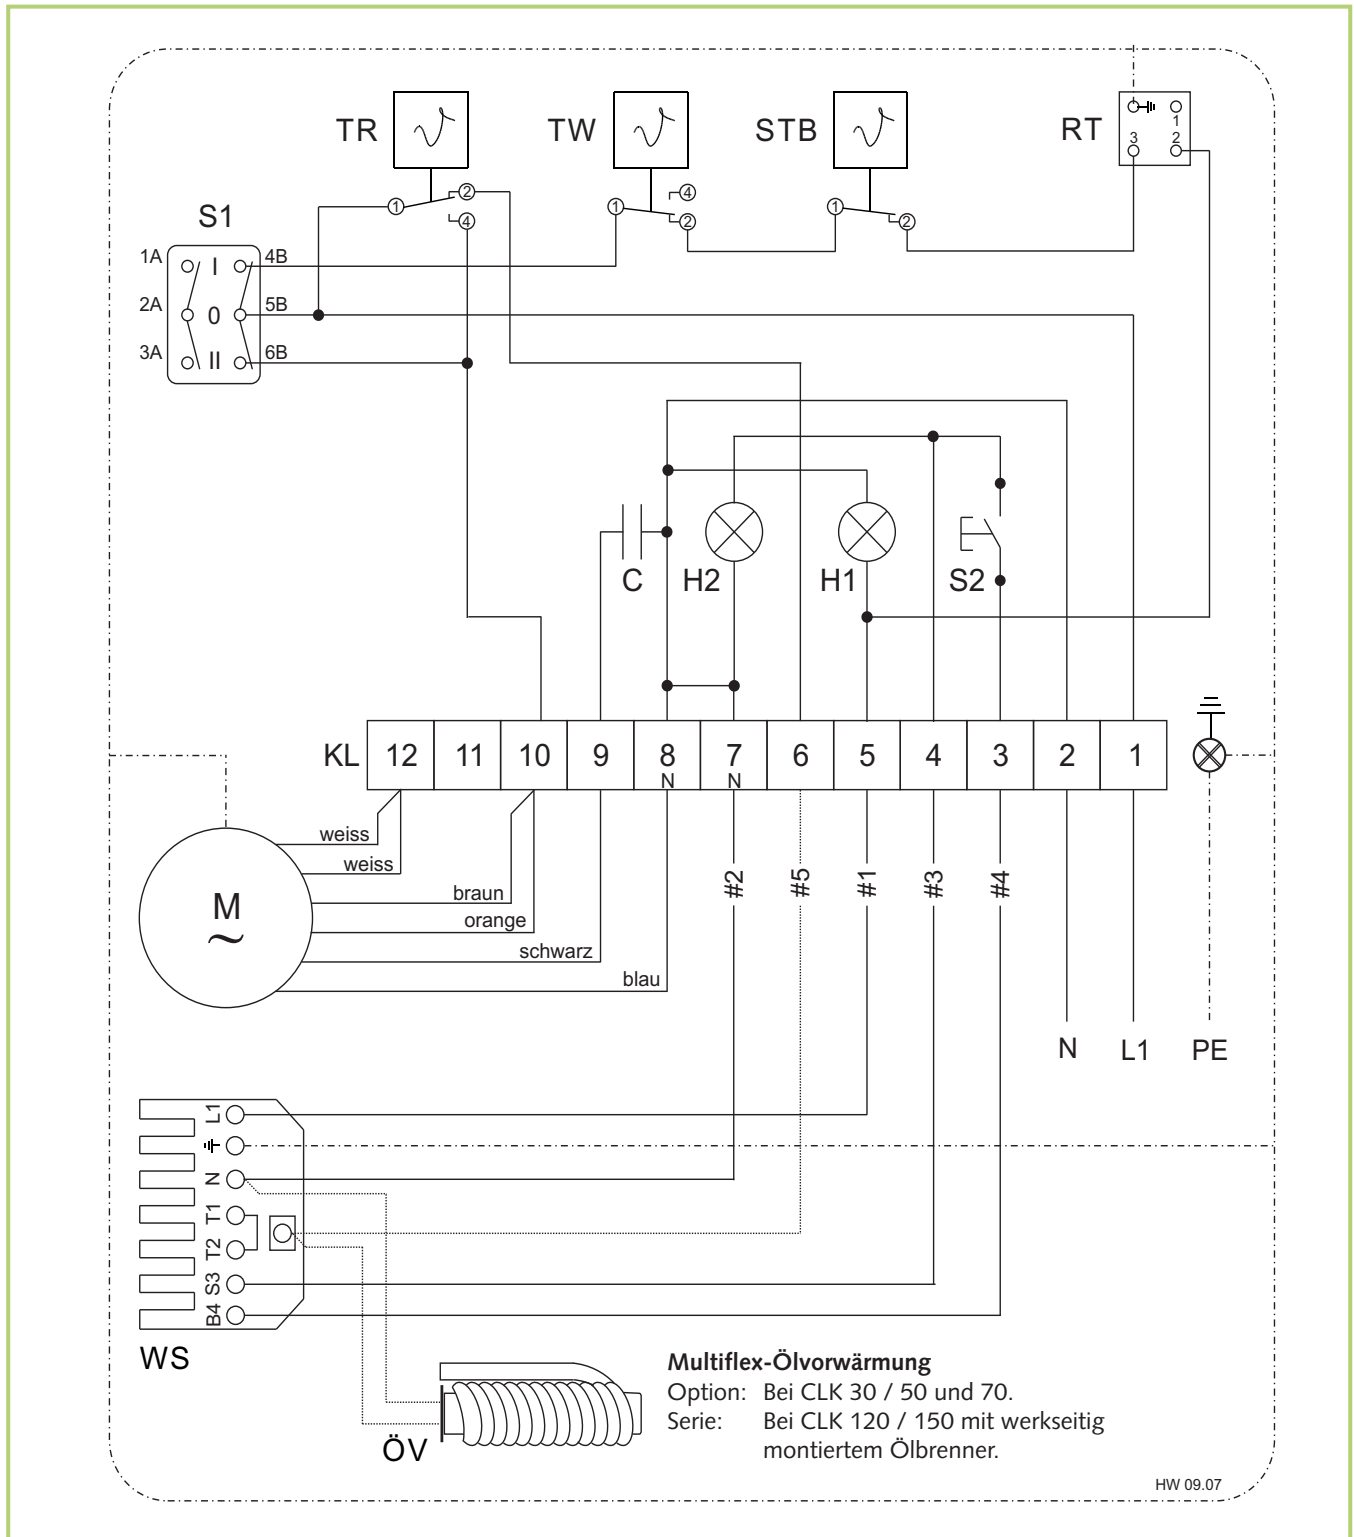 TR
TW
STB
RT
1
3
2
1
2
4
1
4
2
1
2
S1
1A
I
4B
2A
0
5B
3A
II
6B
C
H2
H1
S2
KL
12
11
10
9
8
N
7
N
6
5
4
3
2
1
weiss
weiss
braun
orange
schwarz
blau
M
~
#2
#5
#1
#3
#4
N
L1
PE
L1
N
T1
T2
S3
B4
WS
ÖV
Multiflex-Ölvorwärmung
Option: Bei CLK 30 / 50 und 70.
Serie: Bei CLK 120 / 150 mit werkseitig
montiertem Ölbrenner.
HW 09.07